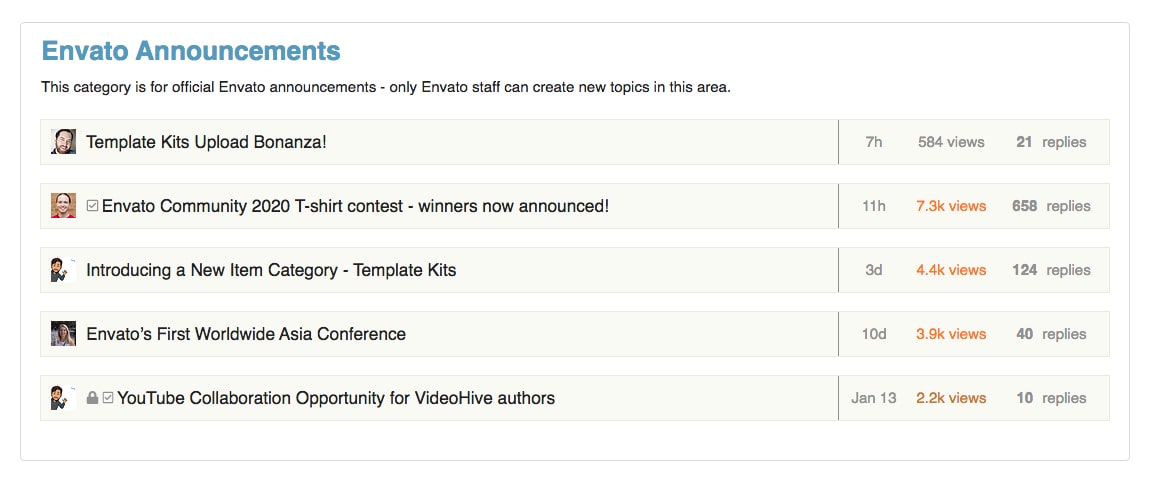 Envato Announcements
This category is for official Envato announcements - only Envato staff can create new topics in this area.
Template Kits Upload Bonanza! 7h 584 views 21 replies
Envato Community 2020 T-shirt contest - winners now announced! 11h 7.3k views 658 replies
Introducing a New Item Category - Template Kits 3d 4.4k views 124 replies
Envato’s First Worldwide Asia Conference 10d 3.9k views 40 replies
YouTube Collaboration Opportunity for VideoHive authors Jan 13 2.2k views 10 replies